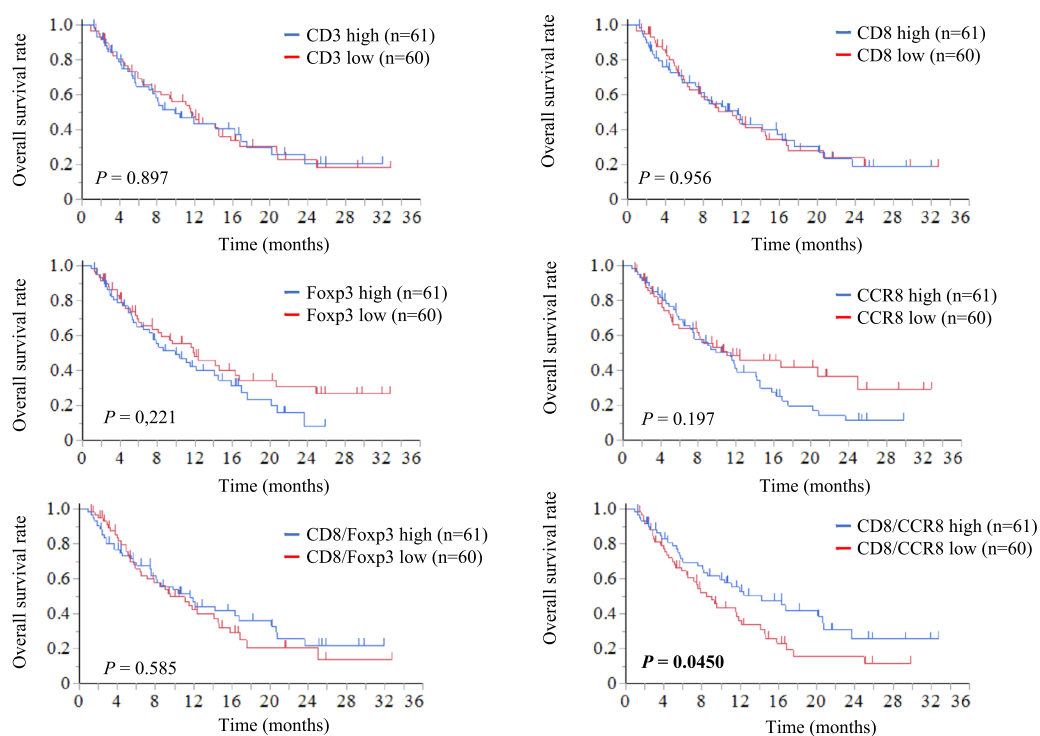 Overall survival rate
1.0
0.8
0.6
0.4
0.2
0
CD3 high (n=61)
CD3 low (n=60)
P = 0.897
0 4 8 12 16 20 24 28 32 36
Time (months)
Overall survival rate
1.0
0.8
0.6
0.4
0.2
0
CD8 high (n=61)
CD8 low (n=60)
P = 0.956
0 4 8 12 16 20 24 28 32 36
Time (months)
Overall survival rate
1.0
0.8
0.6
0.4
0.2
0
Foxp3 high (n=61)
Foxp3 low (n=60)
P = 0,221
0 4 8 12 16 20 24 28 32 36
Time (months)
Overall survival rate
1.0
0.8
0.6
0.4
0.2
0
CCR8 high (n=61)
CCR8 low (n=60)
P = 0.197
0 4 8 12 16 20 24 28 32 36
Time (months)
Overall survival rate
1.0
0.8
0.6
0.4
0.2
0
CD8/Foxp3 high (n=61)
CD8/Foxp3 low (n=60)
P = 0.585
0 4 8 12 16 20 24 28 32 36
Time (months)
Overall survival rate
1.0
0.8
0.6
0.4
0.2
0
CD8/CCR8 high (n=61)
CD8/CCR8 low (n=60)
P = 0.0450
0 4 8 12 16 20 24 28 32 36
Time (months)